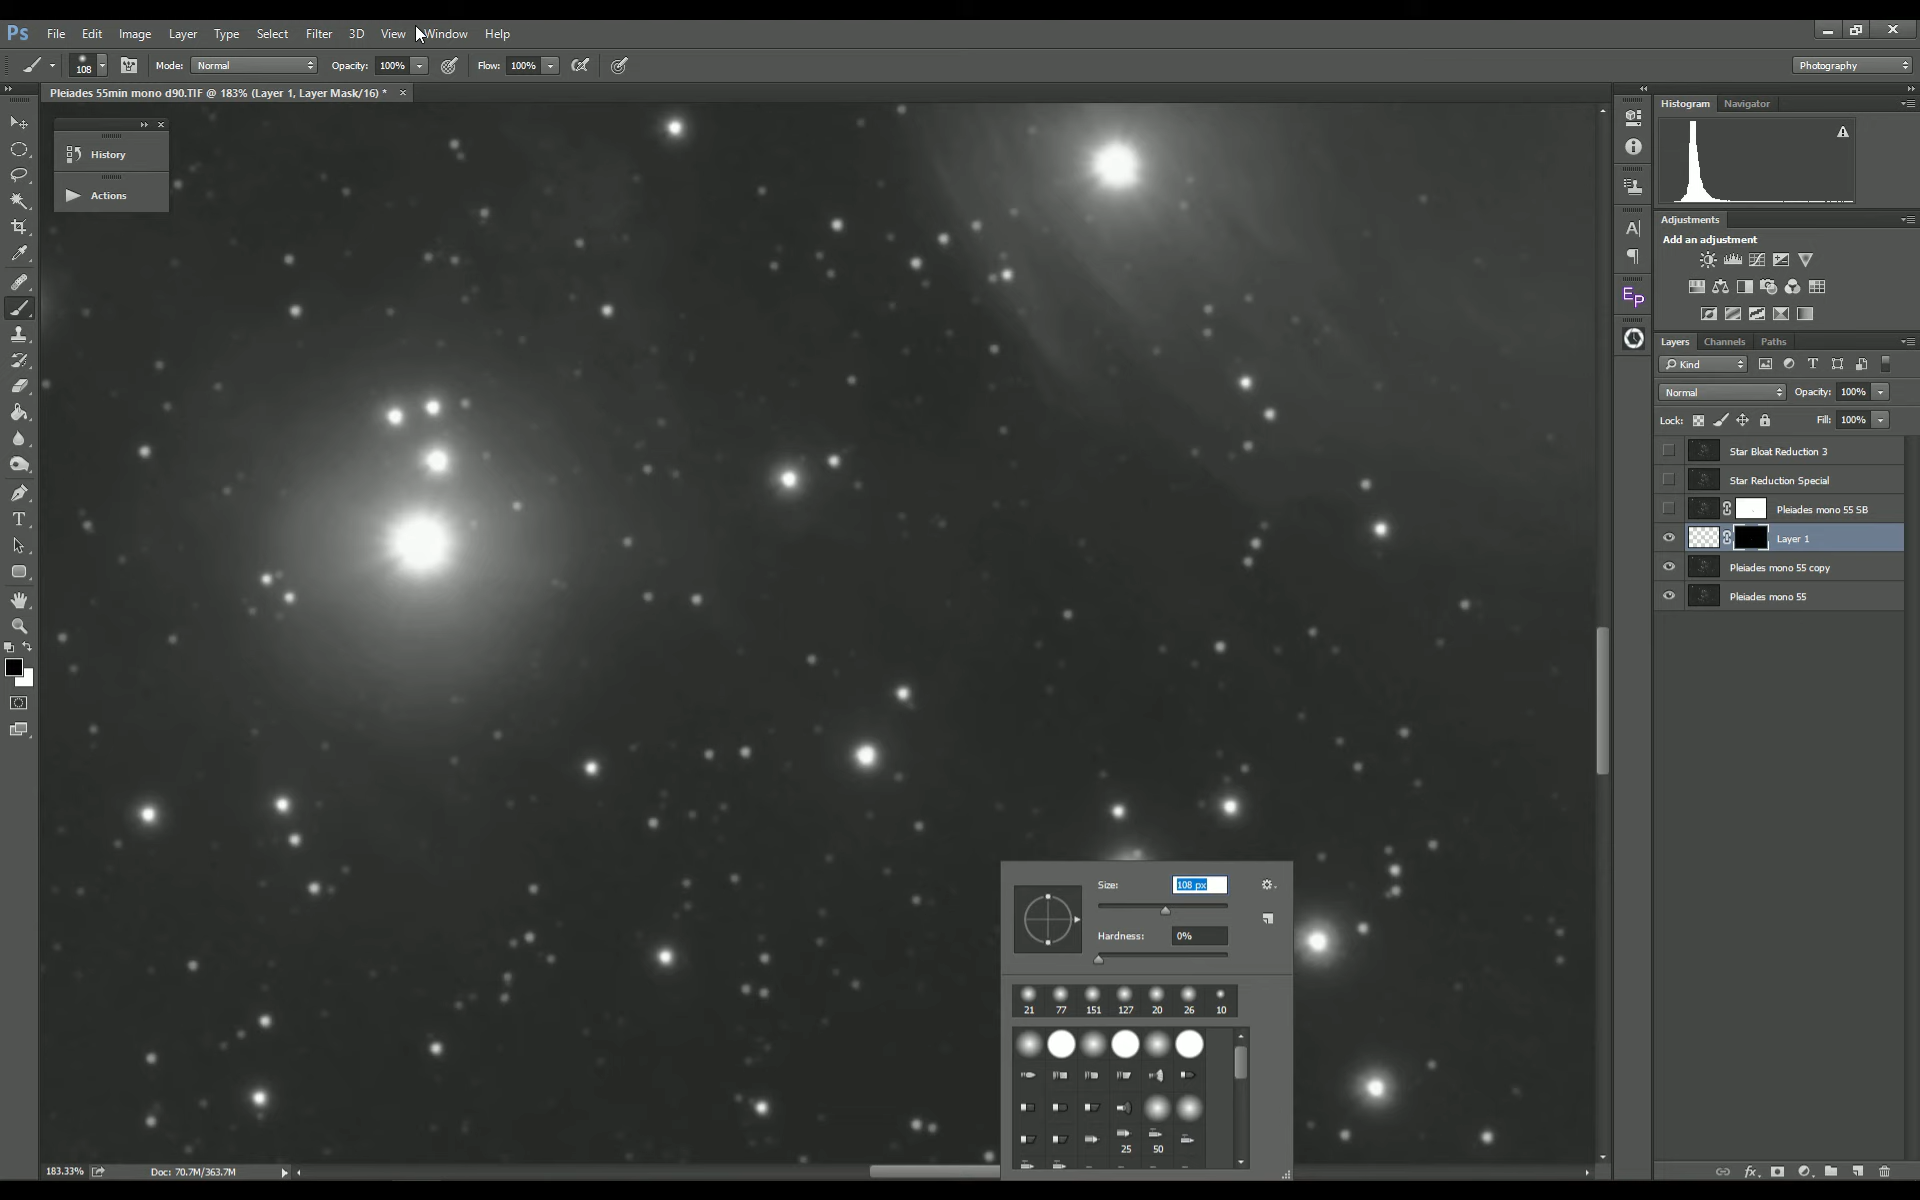 Ps File Edit Image Layer Type Select Filter 3D View Window Help
108 Mode: Normal Opacity: 100% Flow: 100% Photography
Pleiades 55min mono d90.TIF @ 183% (Layer 1, Layer Mask/16) * ×
History
Actions
Histogram Navigator
Adjustments
Add an adjustment
Layers Channels Paths
Kind
Normal Opacity: 100%
Lock: Fill: 100%
Star Bloat Reduction 3
Star Reduction Special
Pleiades mono 55 SB
Layer 1
Pleiades mono 55 copy
Pleiades mono 55
EP
Size: 108 px
Hardness: 0%
21 77 151 127 20 26 10
25 50
183.33% Doc: 70.7M/363.7M